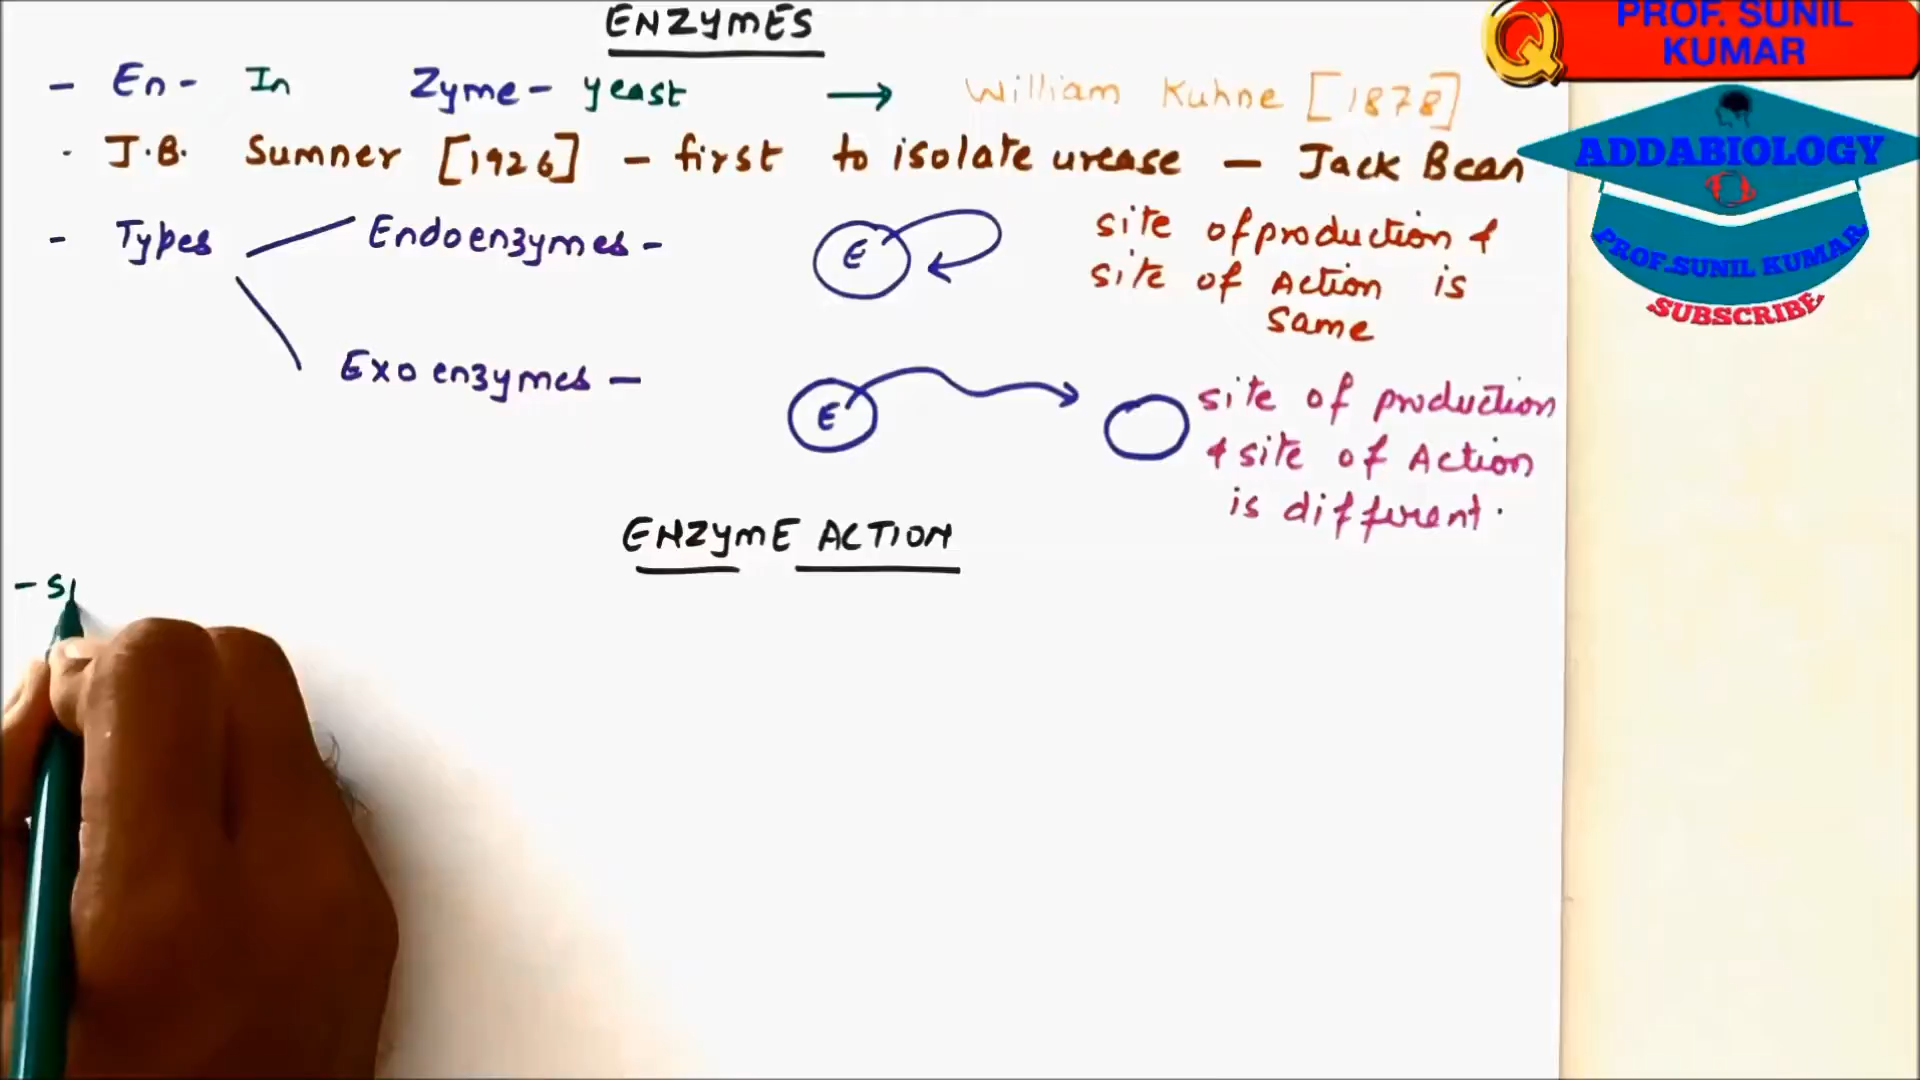 ENZYMES
PROF. SUNIL
KUMAR
- En - In Zyme - yeast → William Kuhne [1878]
· J.B. Sumner [1926] - first to isolate urease - Jack Bean
ADDABIOLOGY
PROF.SUNIL KUMAR
SUBSCRIBE
- Types
Endoenzymes -
E
site of production &
site of Action is
same
Exoenzymes -
E
site of production
& site of Action
is different.
ENZYME ACTION